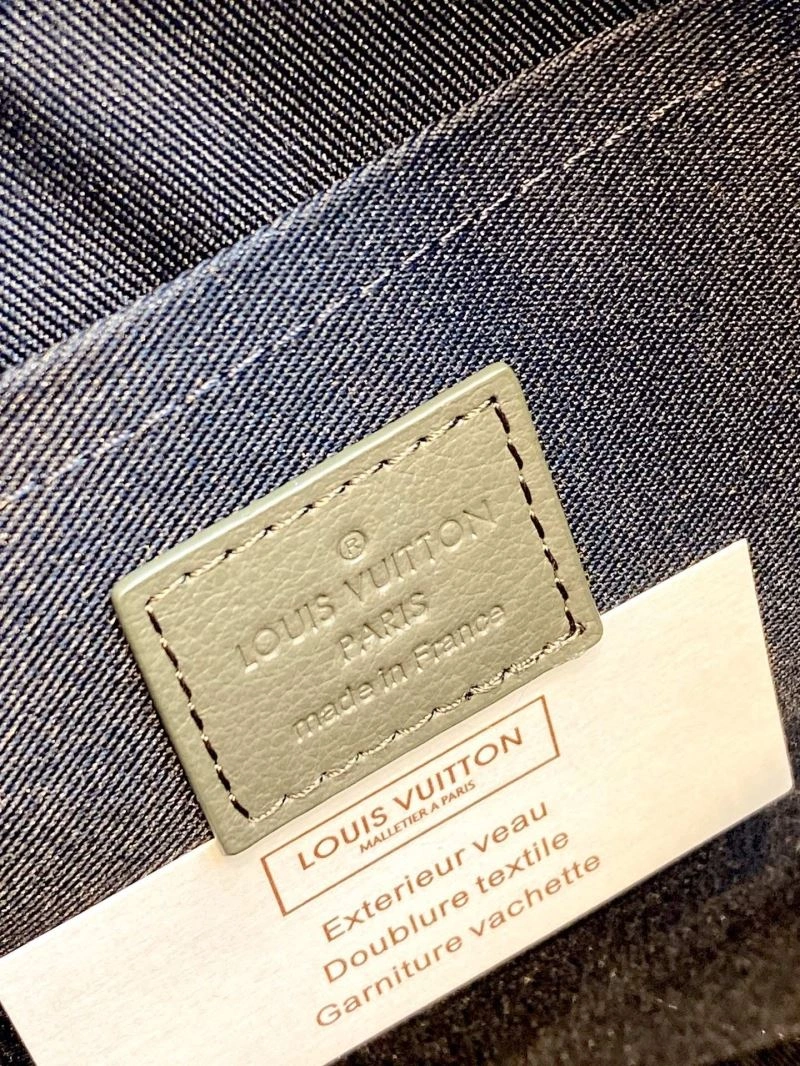 ®
LOUIS VUITTON
PARIS
made in France
LOUIS VUITTON
MALLETIER A PARIS
Exterieur veau
Doublure textile
Garniture vachette